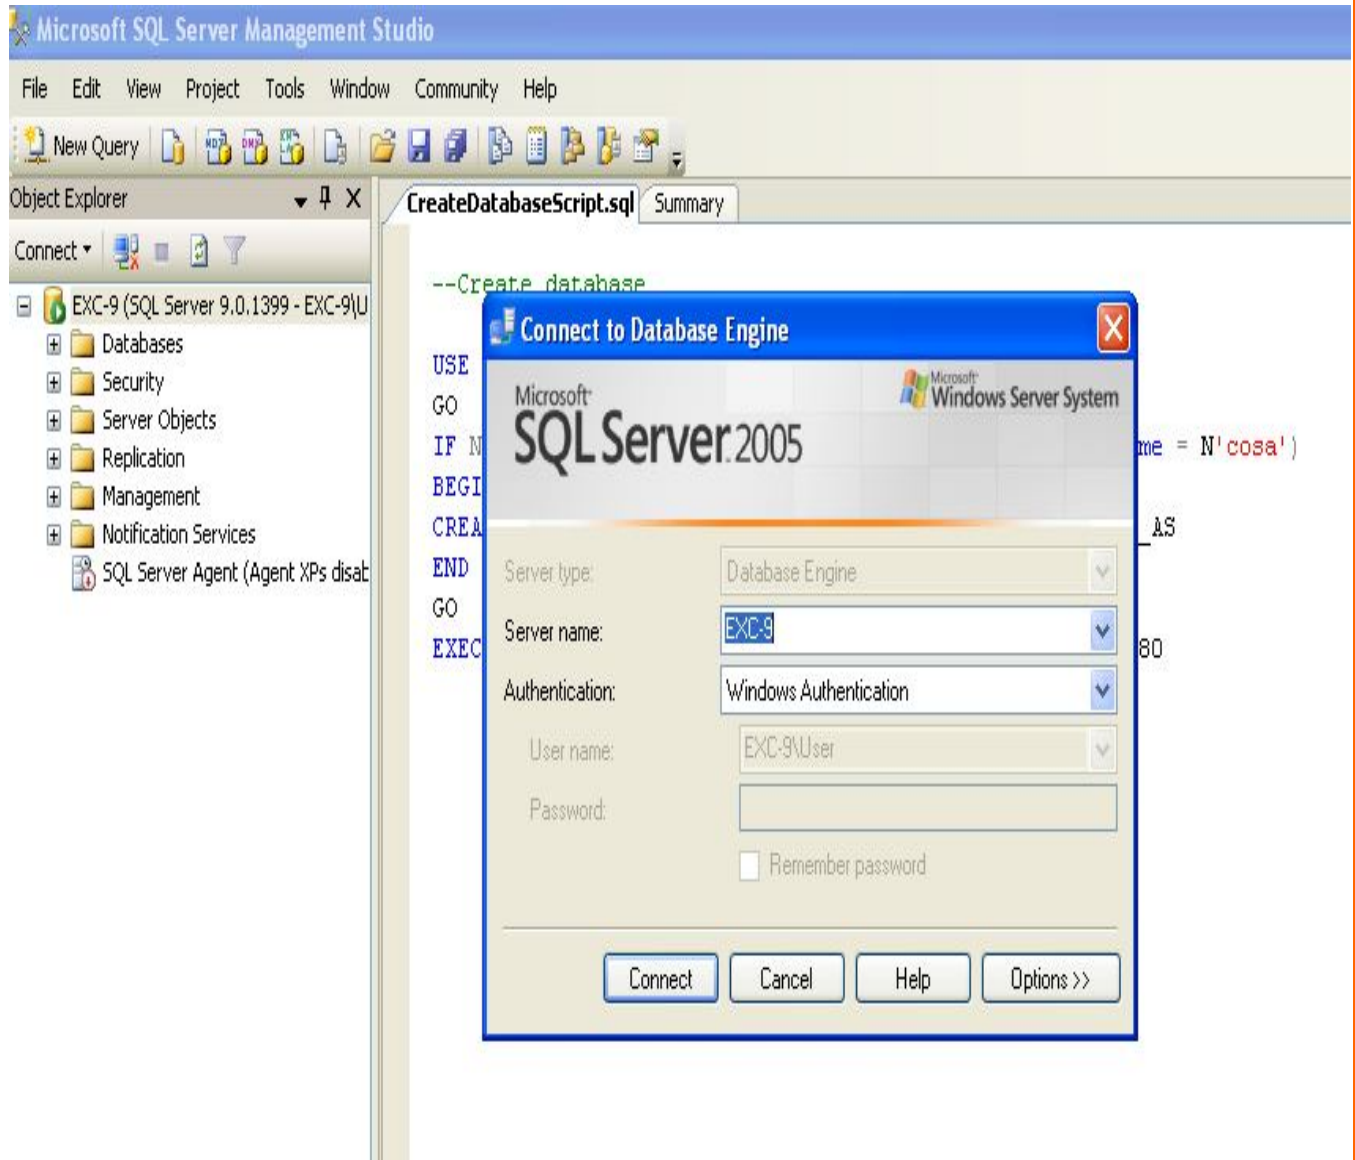 Microsoft SQL Server Management Studio
File Edit View Project Tools Window Community Help
New Query
Object Explorer
CreateDatabaseScript.sql Summary
Connect
EXC-9 (SQL Server 9.0.1399 - EXC-9\U
Databases
Security
Server Objects
Replication
Management
Notification Services
SQL Server Agent (Agent XPs disab
--Create database
USE
GO
IF N me = N'cosa')
BEGI
CREA _AS
END
GO
EXEC 80
Connect to Database Engine
Microsoft
SQL Server 2005
Microsoft
Windows Server System
Server type: Database Engine
Server name: EXC-9
Authentication: Windows Authentication
User name: EXC-9\User
Password:
Remember password
Connect Cancel Help Options >>